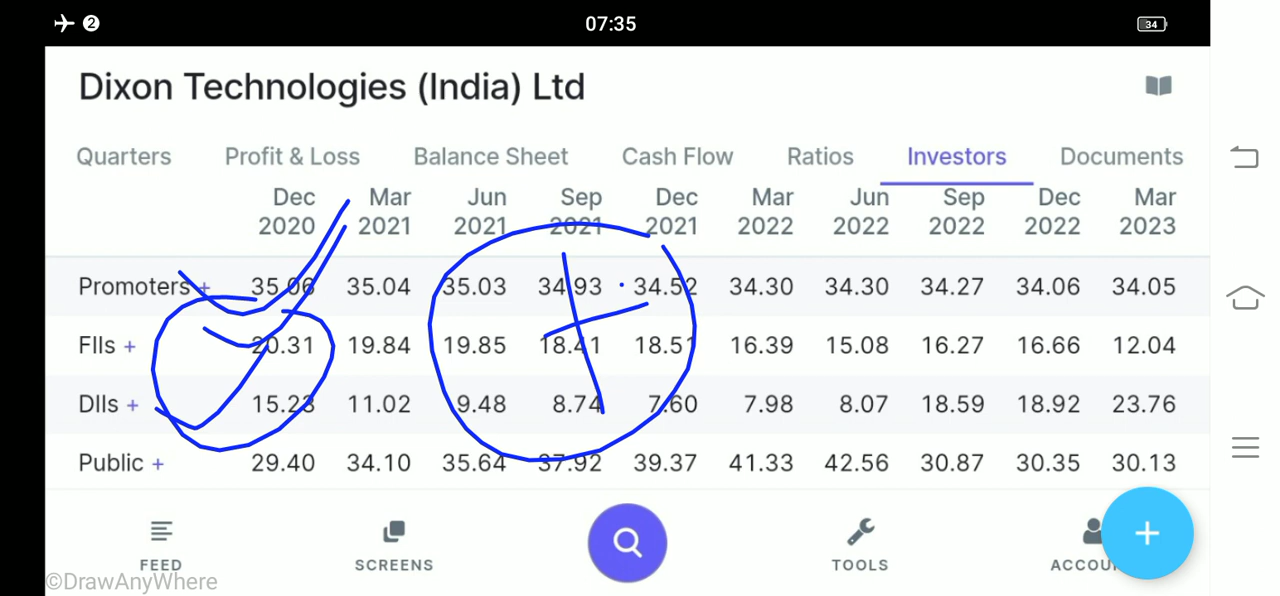 2 07:35 34
Dixon Technologies (India) Ltd
Quarters Profit & Loss Balance Sheet Cash Flow Ratios Investors Documents
Dec Mar Jun Sep Dec Mar Jun Sep Dec Mar
2020 2021 2021 2021 2021 2022 2022 2022 2022 2023
Promoters + 35.06 35.04 35.03 34.93 34.52 34.30 34.30 34.27 34.06 34.05
FIIs + 20.31 19.84 19.85 18.41 18.51 16.39 15.08 16.27 16.66 12.04
DIIs + 15.23 11.02 9.48 8.74 7.60 7.98 8.07 18.59 18.92 23.76
Public + 29.40 34.10 35.64 37.92 39.37 41.33 42.56 30.87 30.35 30.13
FEED SCREENS TOOLS ACCOU
©DrawAnyWhere